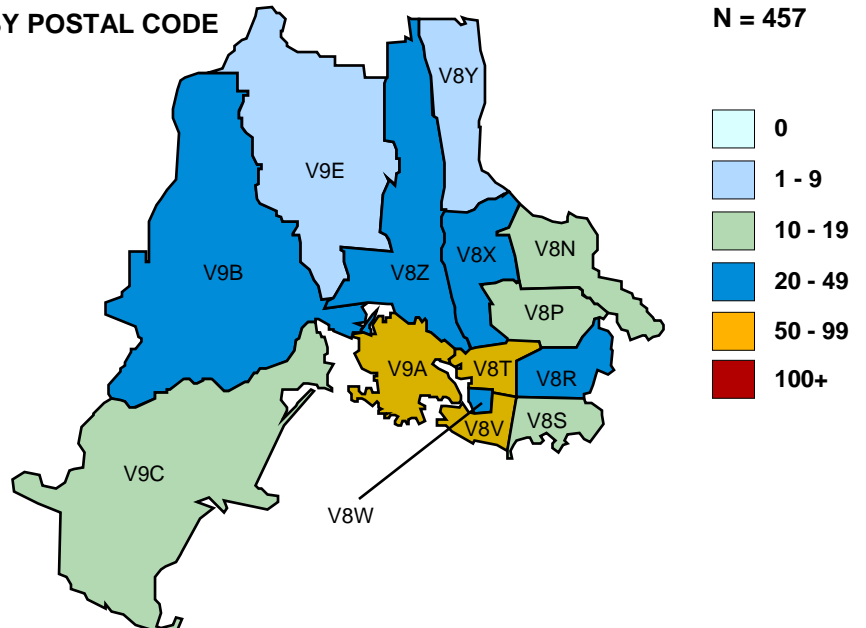 BY POSTAL CODE
N = 457
0
1 - 9
10 - 19
20 - 49
50 - 99
100+
V8Y
V9E
V8N
V8X
V9B
V8Z
V8P
V9A
V8T
V8R
V8S
V8V
V9C
V8W